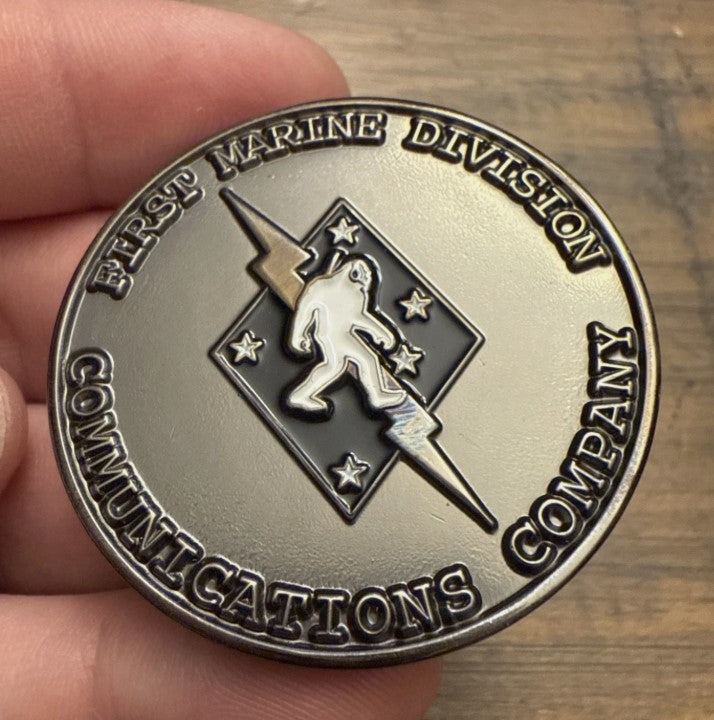 FIRST MARINE DIVISION
COMMUNICATIONS COMPANY